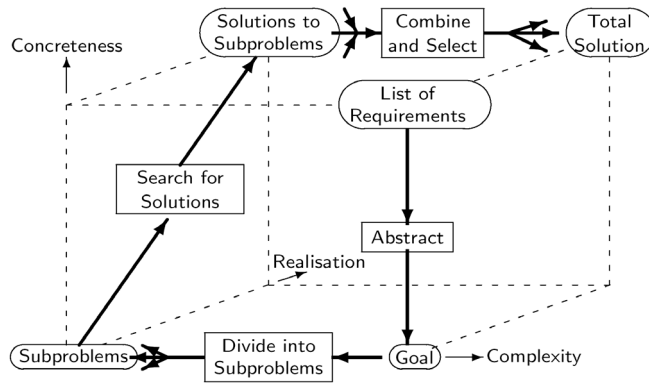 Solutions to
Subproblems
Combine
and Select
Total
Solution
Concreteness
List of
Requirements
Search for
Solutions
Abstract
Realisation
Subproblems
Divide into
Subproblems
Goal
Complexity